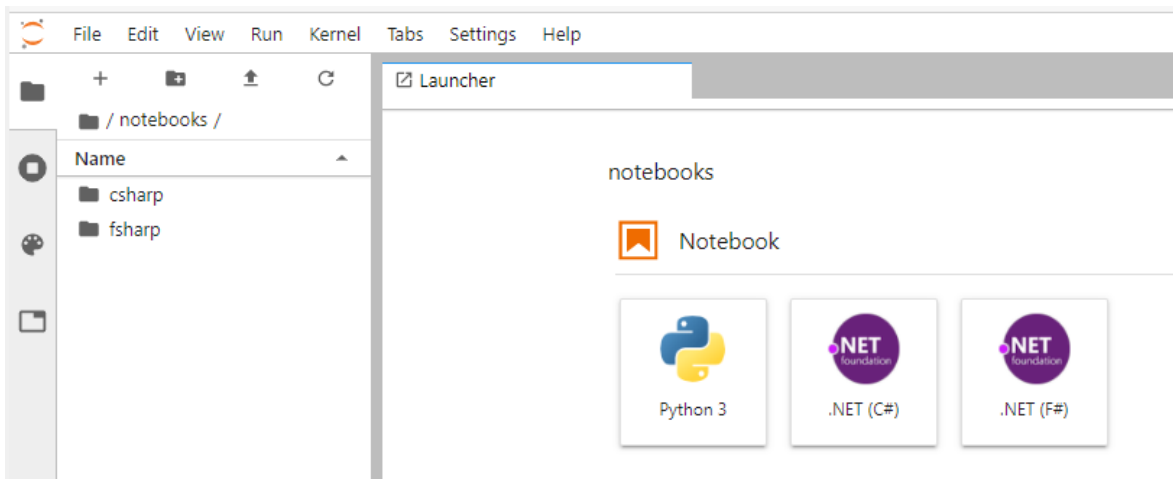 File Edit View Run Kernel Tabs Settings Help
Launcher
/ notebooks /
Name
csharp
fsharp
notebooks
Notebook
Python 3
.NET foundation
.NET (C#)
.NET foundation
.NET (F#)